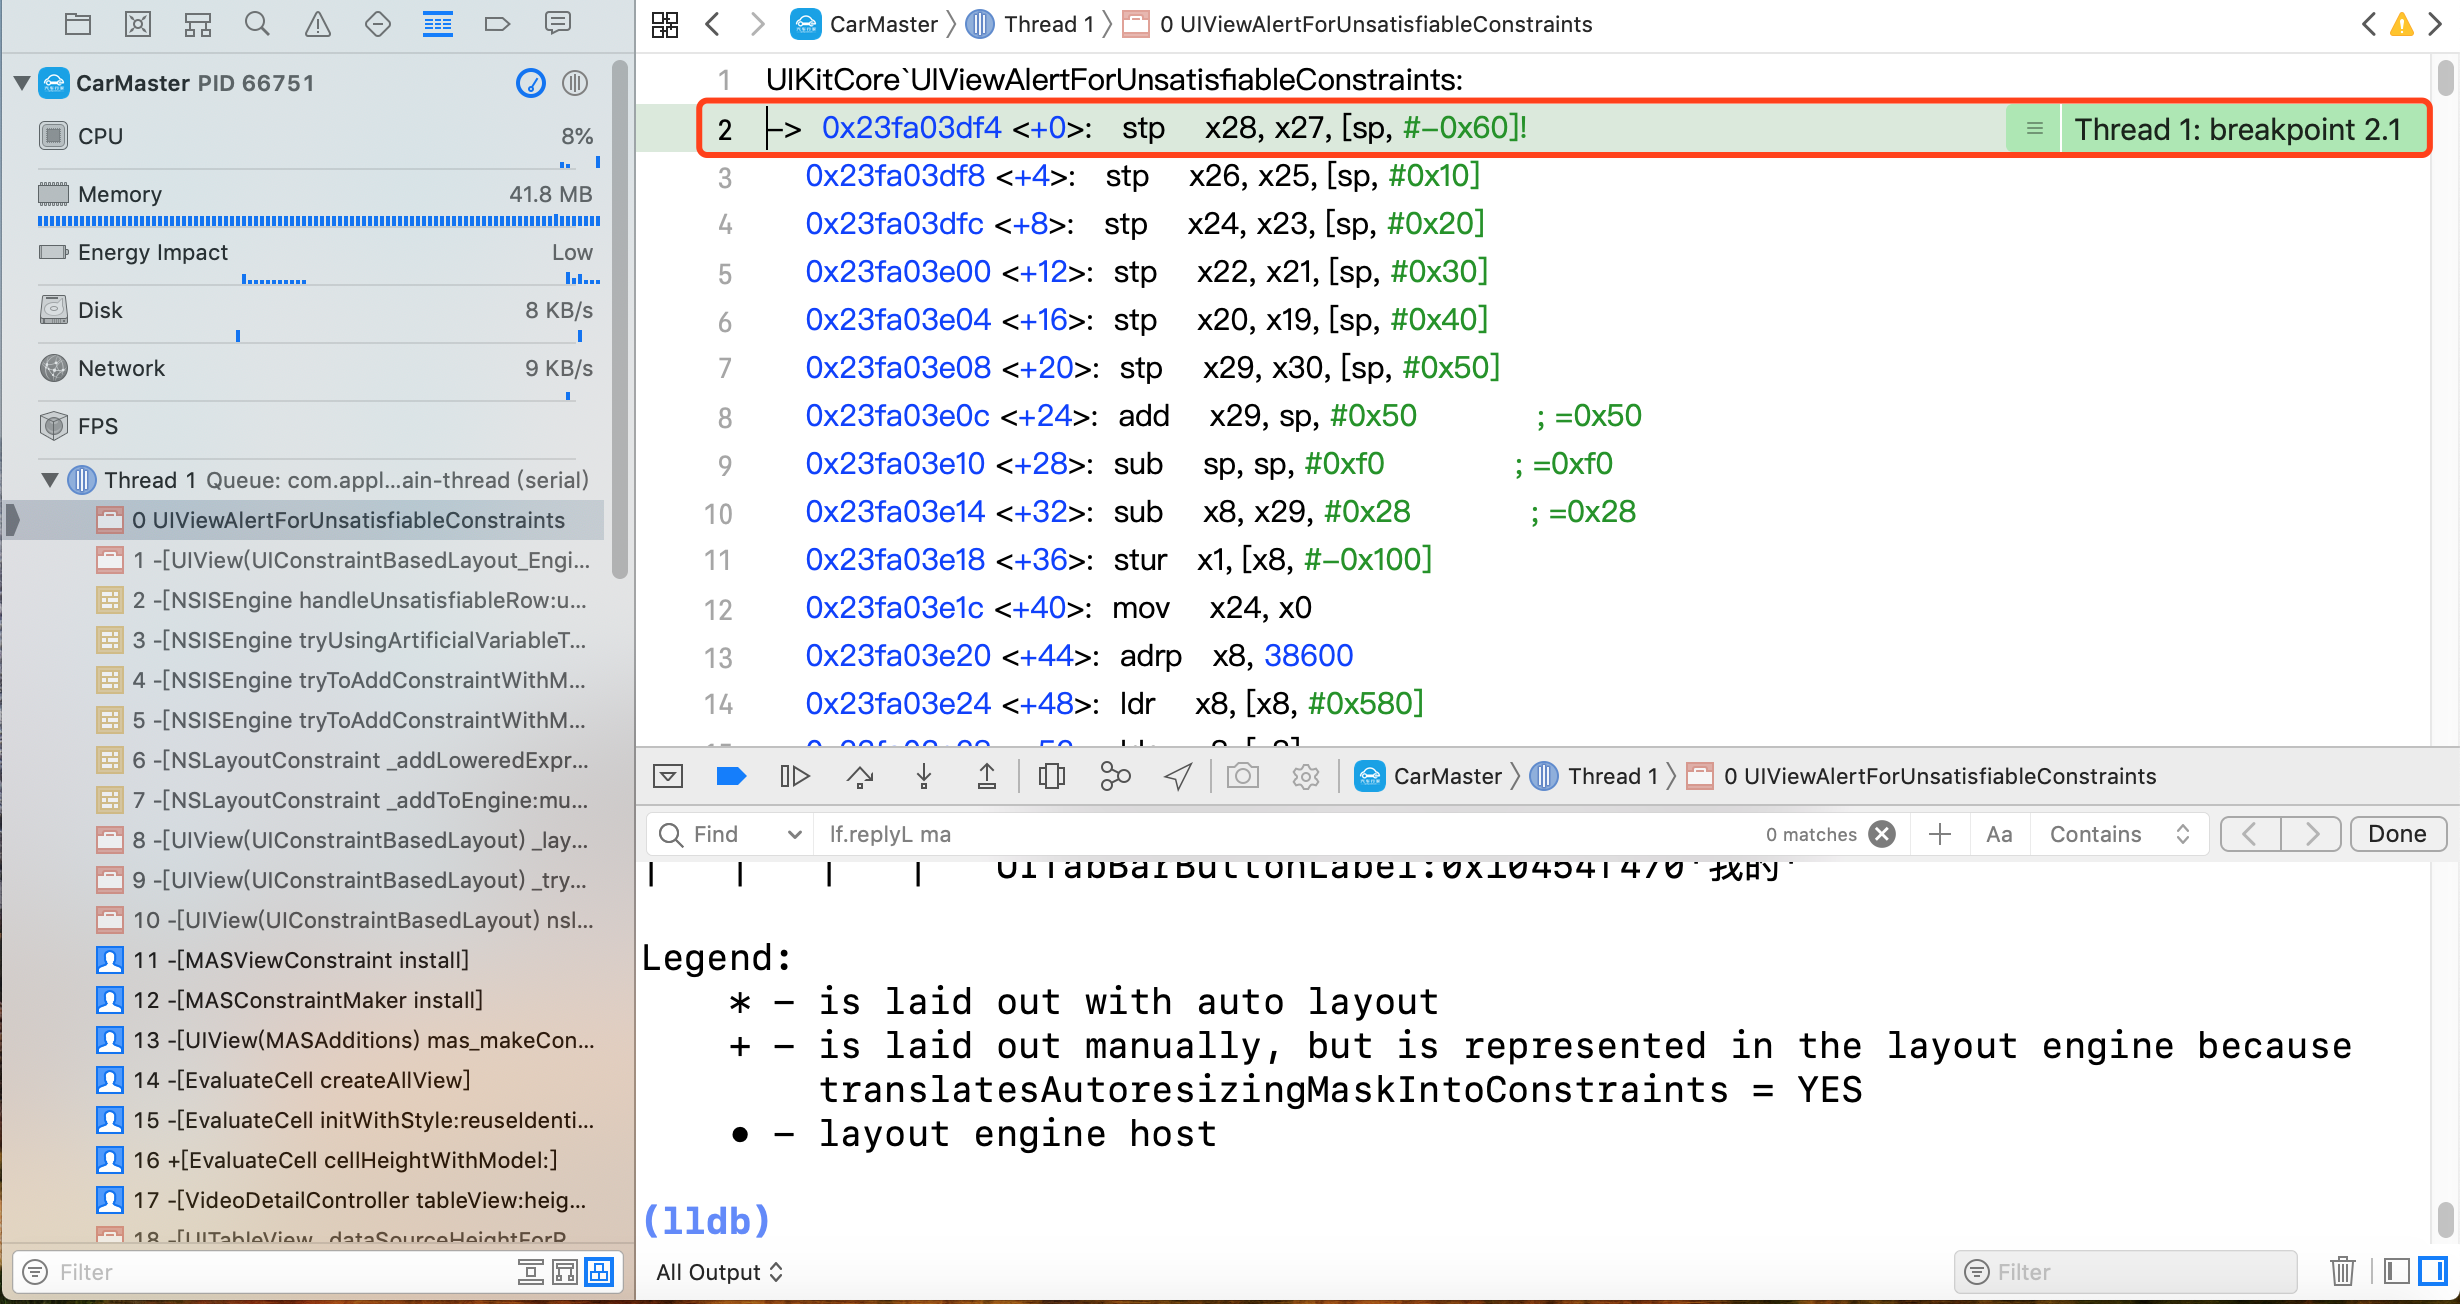 CarMaster PID 66751
CPU 8%
Memory 41.8 MB
Energy Impact Low
Disk 8 KB/s
Network 9 KB/s
FPS
Thread 1 Queue: com.appl...ain-thread (serial)
0 UIViewAlertForUnsatisfiableConstraints
1 -[UIView(UIConstraintBasedLayout_Engi...
2 -[NSISEngine handleUnsatisfiableRow:u...
3 -[NSISEngine tryUsingArtificialVariableT...
4 -[NSISEngine tryToAddConstraintWithM...
5 -[NSISEngine tryToAddConstraintWithM...
6 -[NSLayoutConstraint _addLoweredExpr...
7 -[NSLayoutConstraint _addToEngine:mu...
8 -[UIView(UIConstraintBasedLayout) _lay...
9 -[UIView(UIConstraintBasedLayout) _try...
10 -[UIView(UIConstraintBasedLayout) nsl...
11 -[MASViewConstraint install]
12 -[MASConstraintMaker install]
13 -[UIView(MASAdditions) mas_makeCon...
14 -[EvaluateCell createAllView]
15 -[EvaluateCell initWithStyle:reuseIdenti...
16 +[EvaluateCell cellHeightWithModel:]
17 -[VideoDetailController tableView:heig...
18 -[UITableView _dataSourceHeightForR
Filter
CarMaster Thread 1 0 UIViewAlertForUnsatisfiableConstraints
1 UIKitCore`UIViewAlertForUnsatisfiableConstraints:
2 -> 0x23fa03df4 <+0>: stp x28, x27, [sp, #-0x60]! Thread 1: breakpoint 2.1
3 0x23fa03df8 <+4>: stp x26, x25, [sp, #0x10]
4 0x23fa03dfc <+8>: stp x24, x23, [sp, #0x20]
5 0x23fa03e00 <+12>: stp x22, x21, [sp, #0x30]
6 0x23fa03e04 <+16>: stp x20, x19, [sp, #0x40]
7 0x23fa03e08 <+20>: stp x29, x30, [sp, #0x50]
8 0x23fa03e0c <+24>: add x29, sp, #0x50 ; =0x50
9 0x23fa03e10 <+28>: sub sp, sp, #0xf0 ; =0xf0
10 0x23fa03e14 <+32>: sub x8, x29, #0x28 ; =0x28
11 0x23fa03e18 <+36>: stur x1, [x8, #-0x100]
12 0x23fa03e1c <+40>: mov x24, x0
13 0x23fa03e20 <+44>: adrp x8, 38600
14 0x23fa03e24 <+48>: ldr x8, [x8, #0x580]
CarMaster Thread 1 0 UIViewAlertForUnsatisfiableConstraints
Find lf.replyL ma 0 matches Aa Contains Done
| | | | UITabBarButtonLabel:0x10454f470'我的'
Legend:
* - is laid out with auto layout
+ - is laid out manually, but is represented in the layout engine because
translatesAutoresizingMaskIntoConstraints = YES
• - layout engine host
(lldb)
All Output Filter